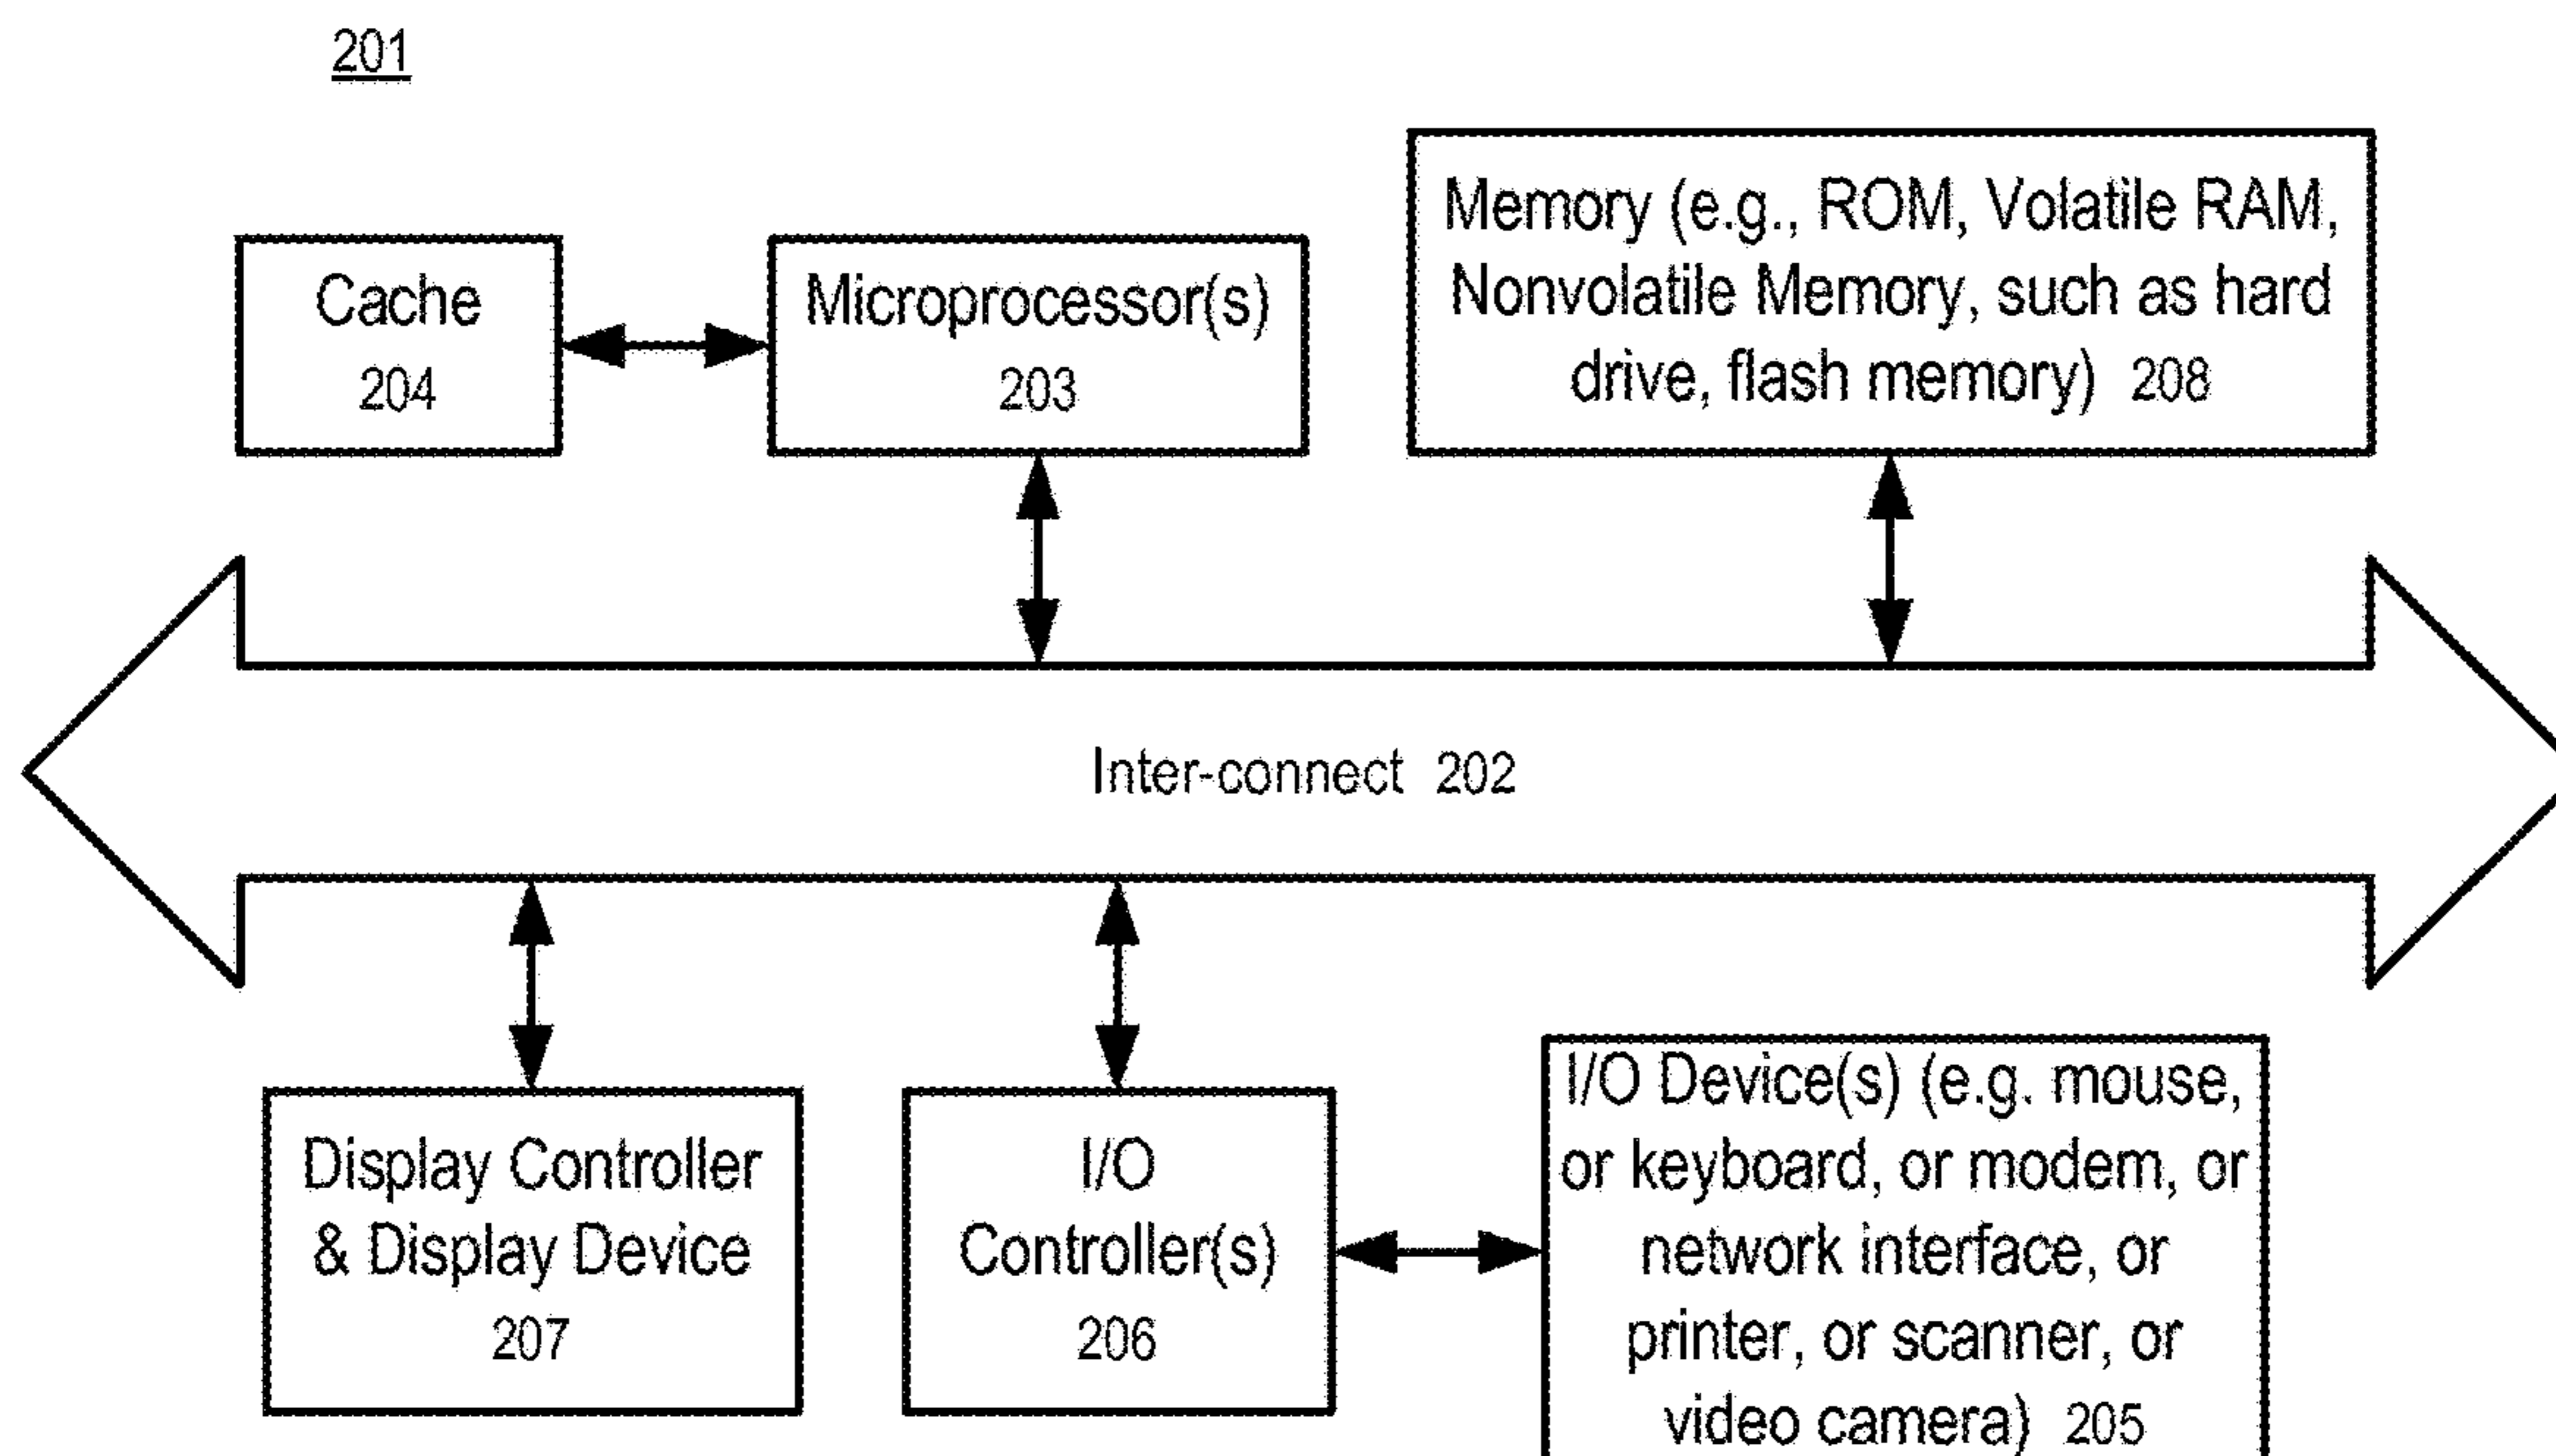 201
Cache
204
Microprocessor(s)
203
Memory (e.g., ROM, Volatile RAM,
Nonvolatile Memory, such as hard
drive, flash memory) 208
Inter-connect 202
Display Controller
& Display Device
207
I/O
Controller(s)
206
I/O Device(s) (e.g. mouse,
or keyboard, or modem, or
network interface, or
printer, or scanner, or
video camera) 205